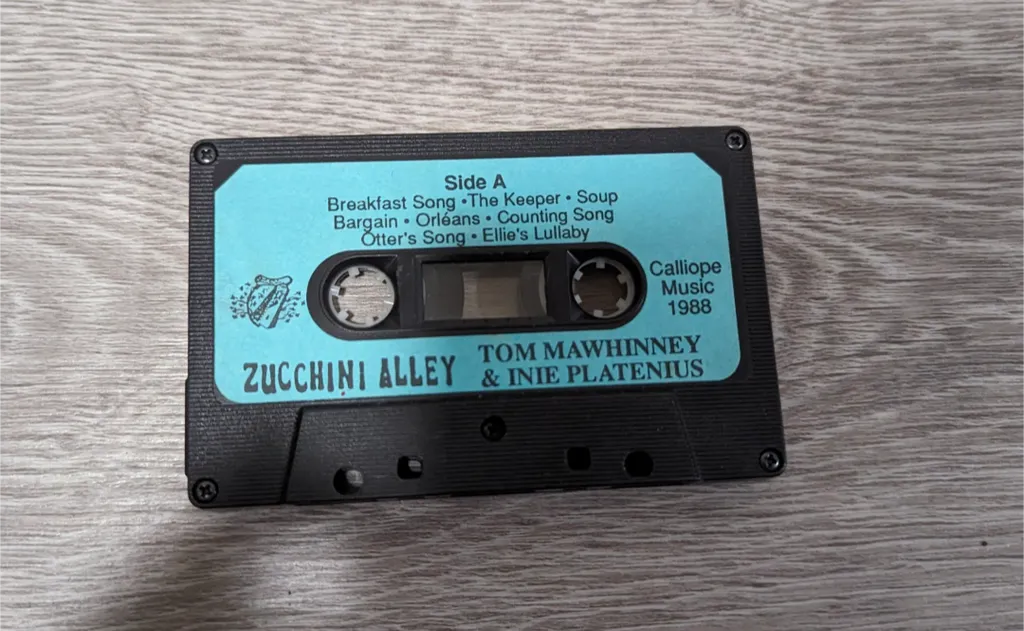 Side A
Breakfast Song •The Keeper • Soup
Bargain • Orléans • Counting Song
Otter's Song • Ellie's Lullaby
Calliope
Music
1988
ZUCCHINI ALLEY
TOM MAWHINNEY
& INIE PLATENIUS